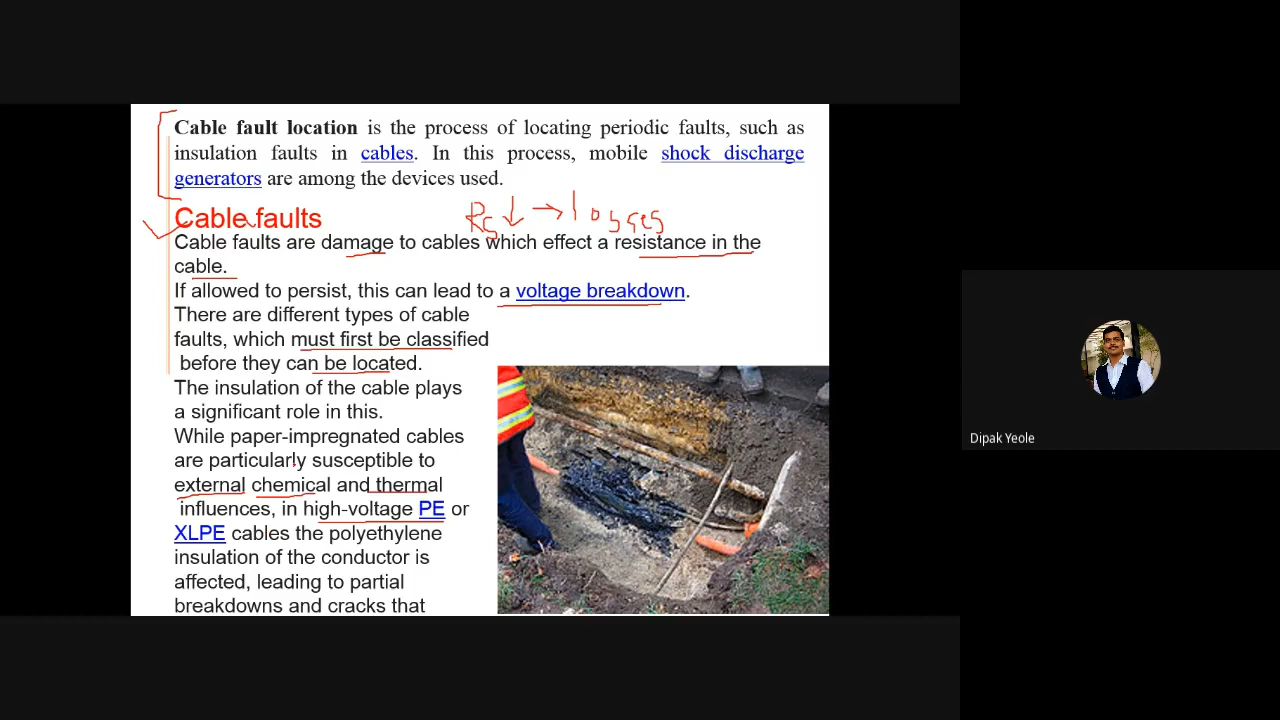 Cable fault location is the process of locating periodic faults, such as
insulation faults in cables. In this process, mobile shock discharge
generators are among the devices used.
Cable faults
Rs ↓ → losses
Cable faults are damage to cables which effect a resistance in the
cable.
If allowed to persist, this can lead to a voltage breakdown.
There are different types of cable
faults, which must first be classified
before they can be located.
The insulation of the cable plays
a significant role in this.
While paper-impregnated cables
are particularly susceptible to
external chemical and thermal
influences, in high-voltage PE or
XLPE cables the polyethylene
insulation of the conductor is
affected, leading to partial
breakdowns and cracks that
Dipak Yeole